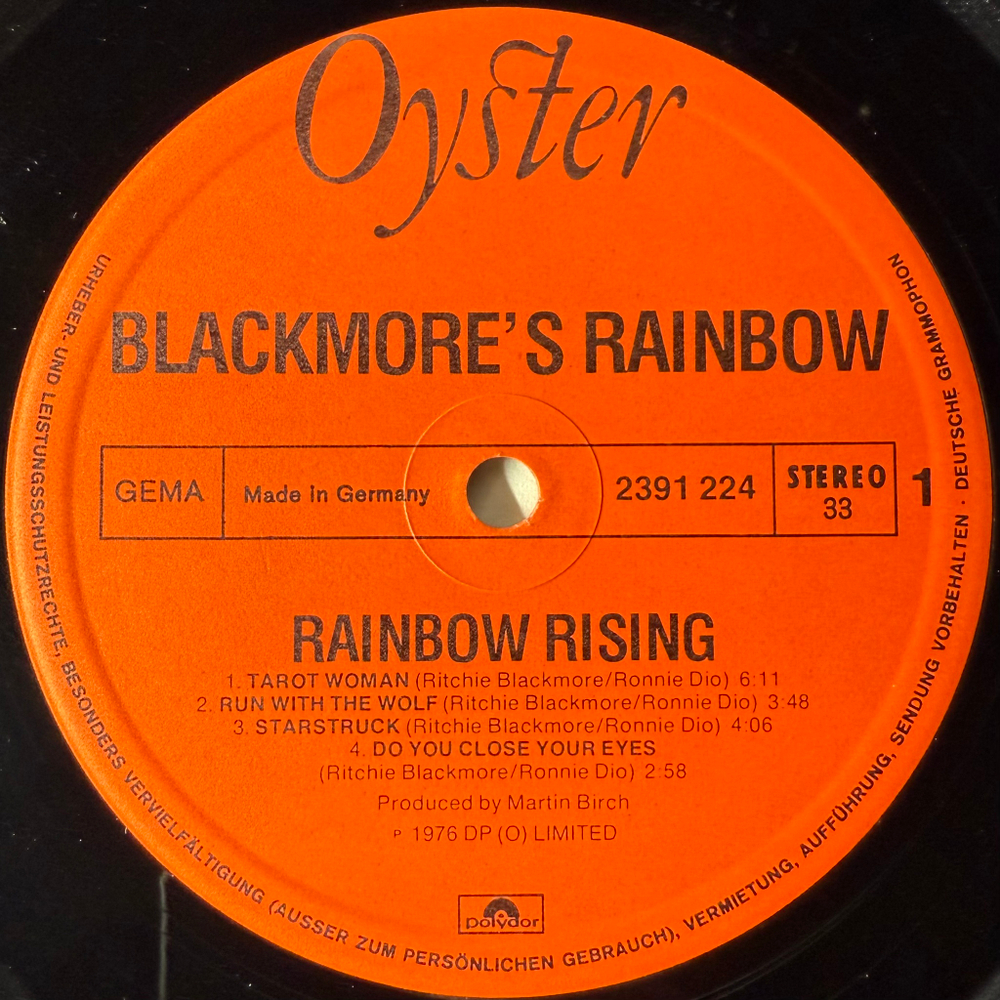 Oyster
BLACKMORE'S RAINBOW
GEMA
Made in Germany
2391 224
STEREO
33
1
RAINBOW RISING
1. TAROT WOMAN (Ritchie Blackmore/Ronnie Dio) 6:11
2. RUN WITH THE WOLF (Ritchie Blackmore/Ronnie Dio) 3:48
3. STARSTRUCK (Ritchie Blackmore/Ronnie Dio) 4:06
4. DO YOU CLOSE YOUR EYES
(Ritchie Blackmore/Ronnie Dio) 2:58
Produced by Martin Birch
℗ 1976 DP (O) LIMITED
polydor
URHEBER- UND LEISTUNGSSCHUTZRECHTE, BESONDERS VERVIELFÄLTIGUNG (AUSSER ZUM PERSÖNLICHEN GEBRAUCH), VERMIETUNG, AUFFÜHRUNG, SENDUNG VORBEHALTEN · DEUTSCHE GRAMMOPHON